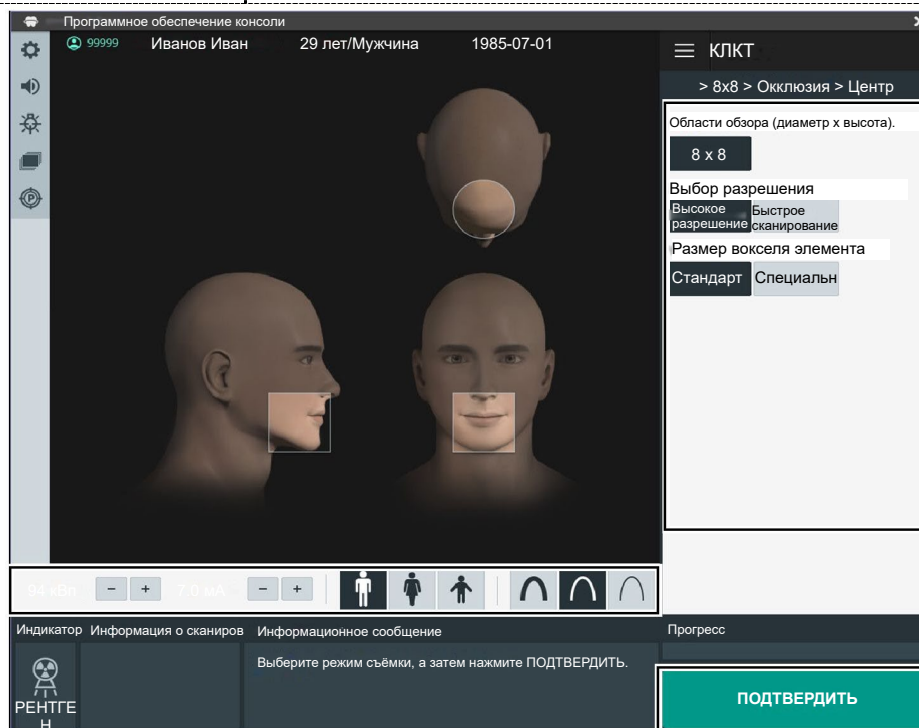 Программное обеспечение консоли
99999 Иванов Иван 29 лет/Мужчина 1985-07-01
КЛКТ
> 8x8 > Окклюзия > Центр
Области обзора (диаметр x высота).
8 x 8
Выбор разрешения
Высокое
разрешение
Быстрое
сканирование
Размер вокселя элемента
Стандарт Специальн
94 кВп − + 7.0 мА − +
Индикатор Информация о сканиров Информационное сообщение Прогресс
Выберите режим съёмки, а затем нажмите ПОДТВЕРДИТЬ.
РЕНТГЕ
Н
ПОДТВЕРДИТЬ